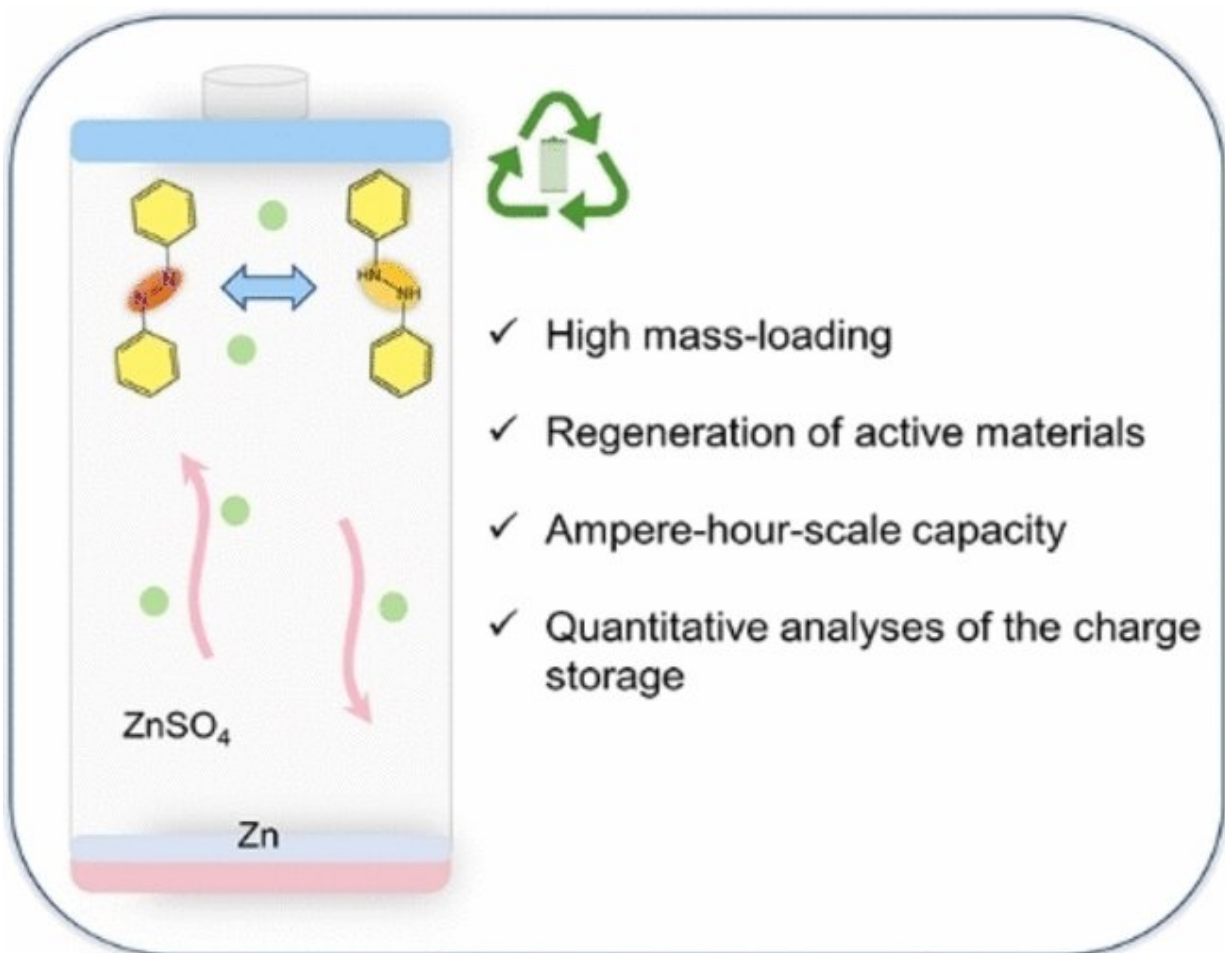 N
N
HN
NH
✓ High mass-loading
✓ Regeneration of active materials
✓ Ampere-hour-scale capacity
✓ Quantitative analyses of the charge
storage
ZnSO₄
Zn